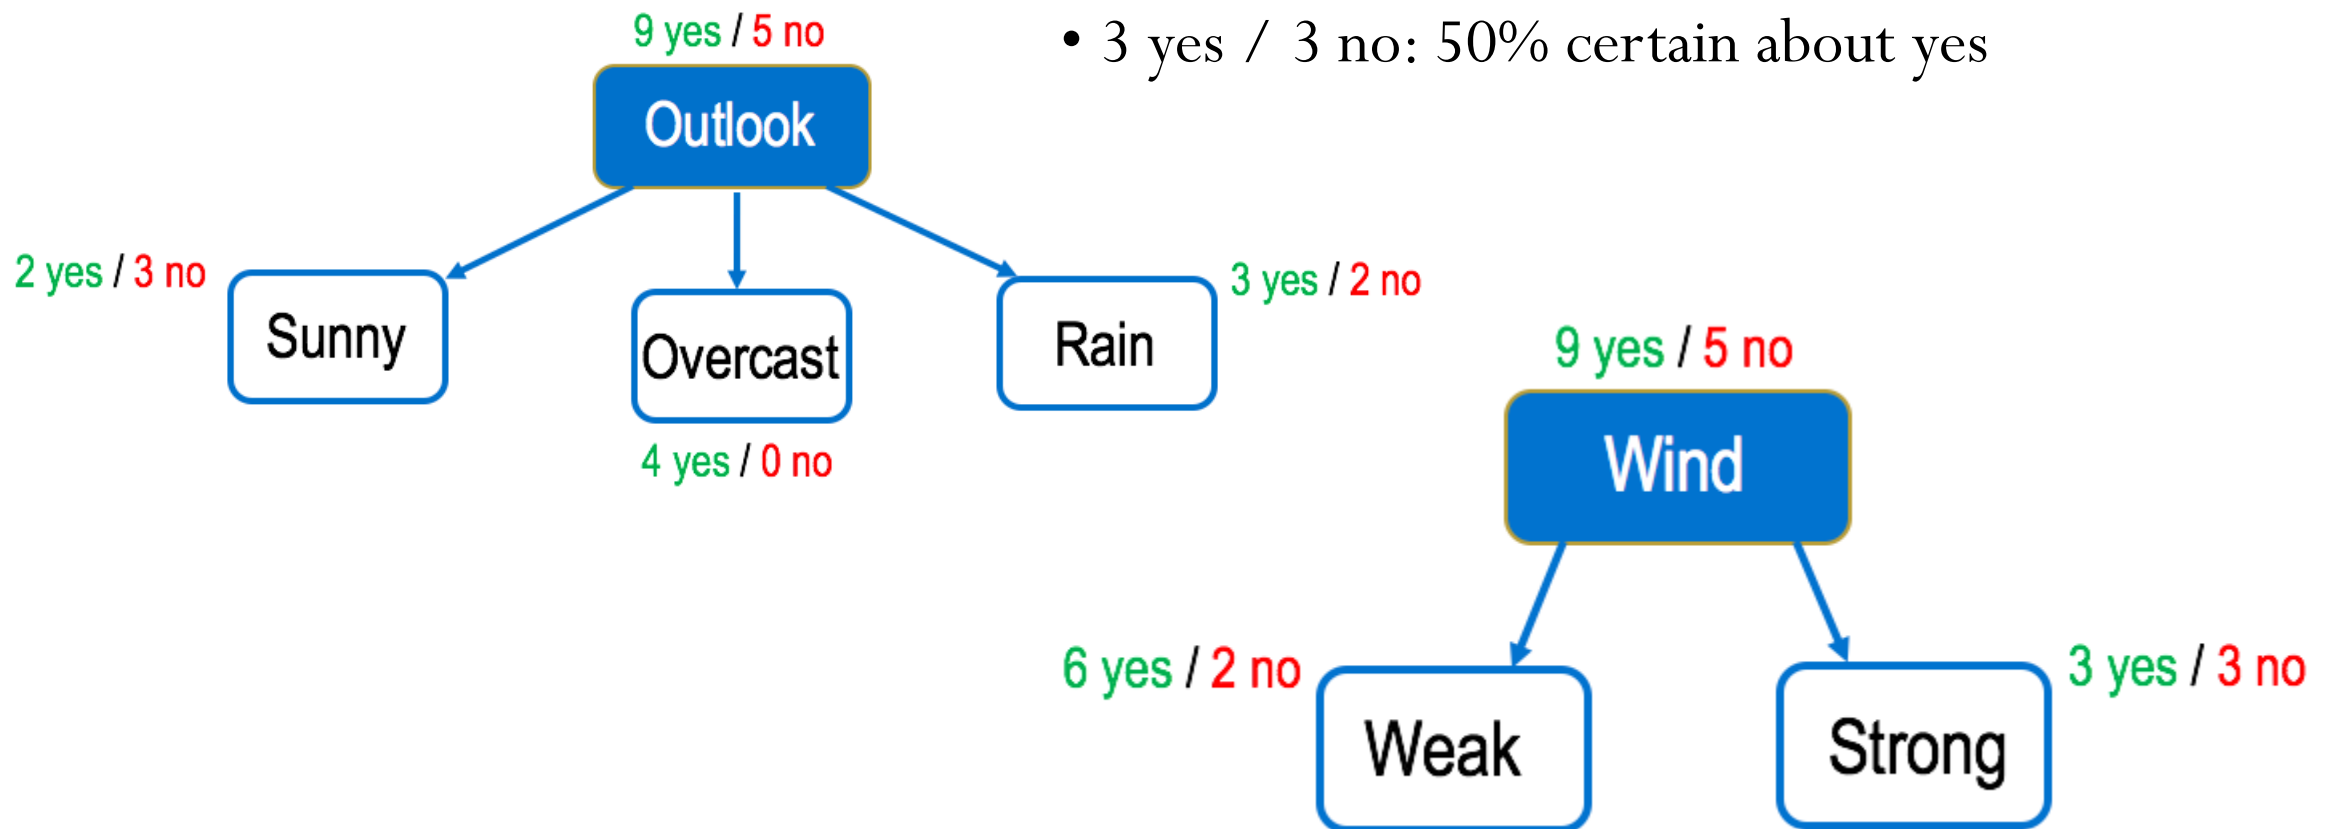 9 yes / 5 no
• 3 yes / 3 no: 50% certain about yes
Outlook
2 yes / 3 no
Sunny
Overcast
4 yes / 0 no
Rain
3 yes / 2 no
9 yes / 5 no
Wind
6 yes / 2 no
Weak
Strong
3 yes / 3 no